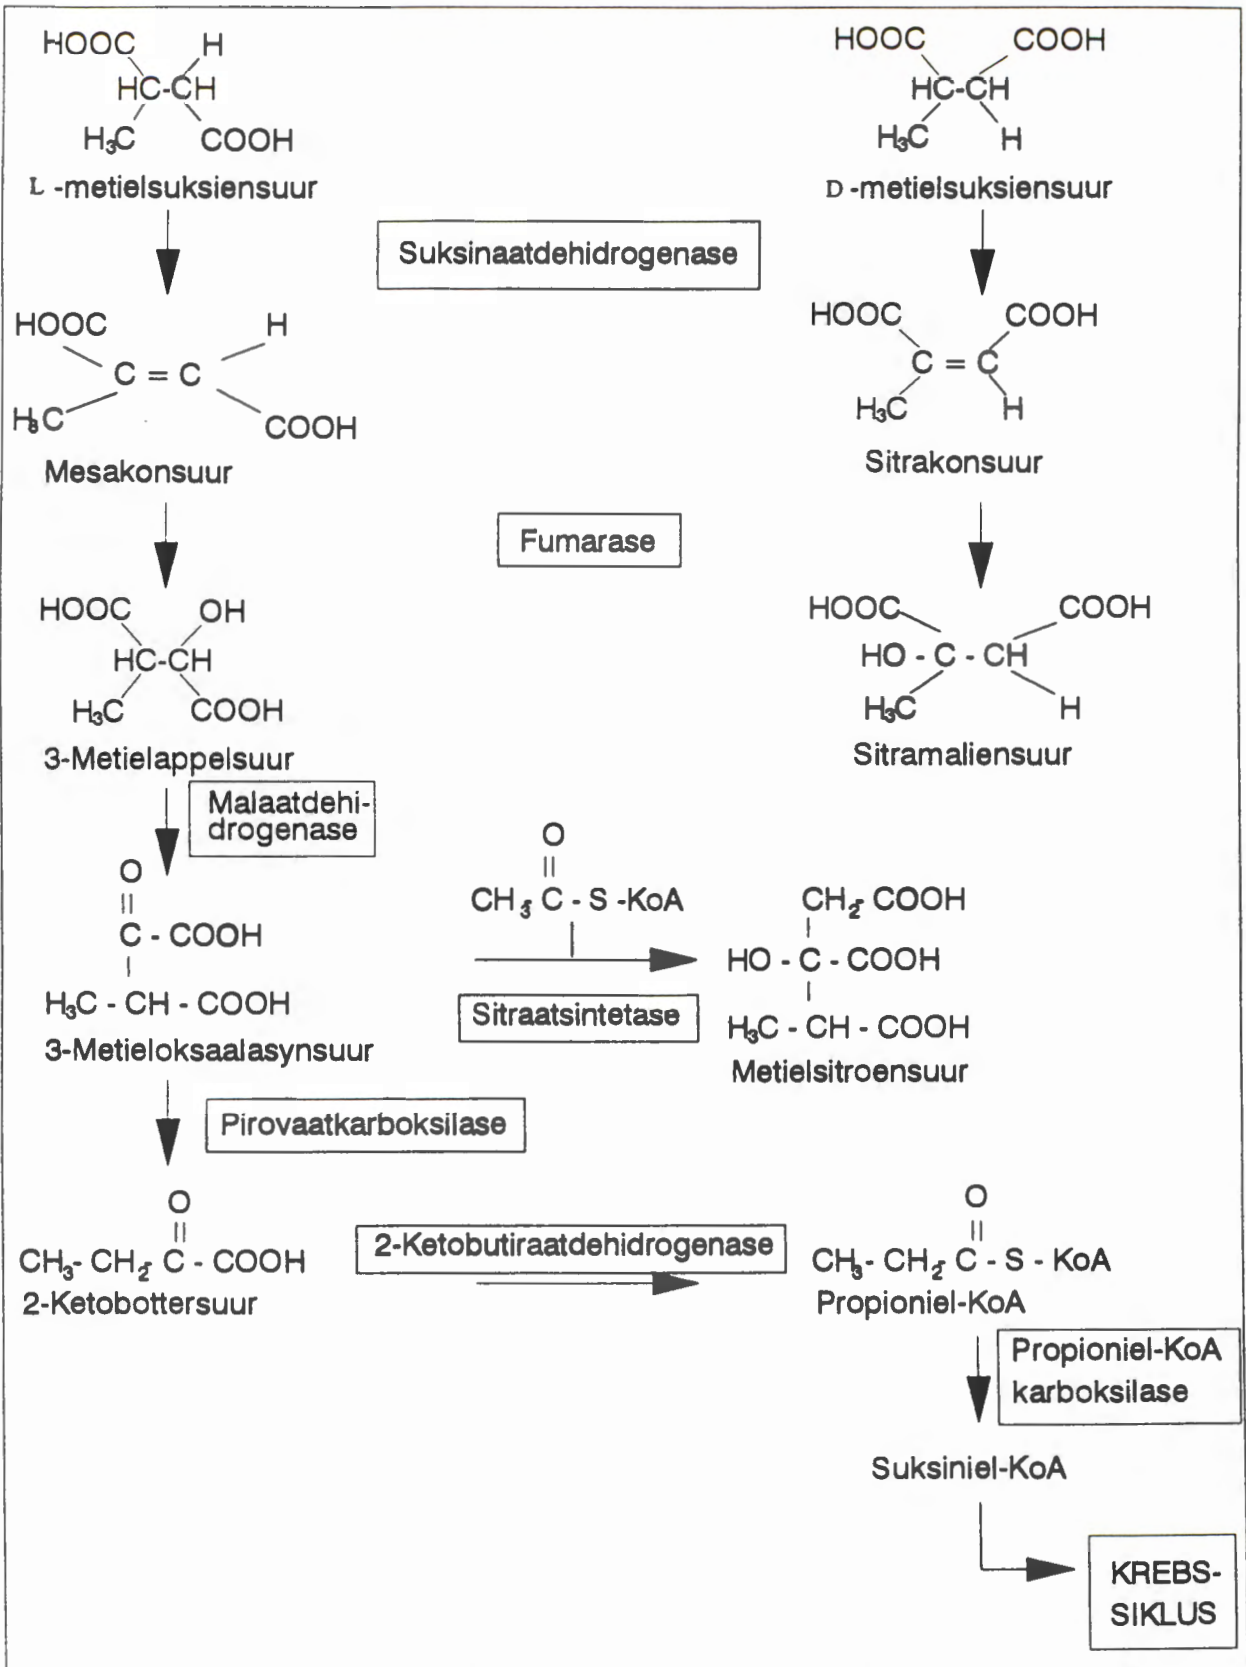 HOOC H
HC-CH
H3C COOH
L -metielsuksiensuur
HOOC COOH
HC-CH
H3C H
D -metielsuksiensuur
Suksinaatdehidrogenase
HOOC H
C = C
H3C COOH
Mesakonsuur
HOOC COOH
C = C
H3C H
Sitrakonsuur
Fumarase
HOOC OH
HC-CH
H3C COOH
3-Metielappelsuur
HOOC COOH
HO - C - CH
H3C H
Sitramaliensuur
Malaatdehi-
drogenase
O
||
C - COOH
|
H3C - CH - COOH
3-Metieloksaalasynsuur
O
||
CH3- C - S -KoA
Sitraatsintetase
CH2- COOH
|
HO - C - COOH
|
H3C - CH - COOH
Metielsitroensuur
Pirovaatkarboksilase
O
||
CH3- CH2- C - COOH
2-Ketobottersuur
2-Ketobutiraatdehidrogenase
O
||
CH3- CH2- C - S - KoA
Propioniel-KoA
Propioniel-KoA
karboksilase
Suksiniel-KoA
KREBS-
SIKLUS